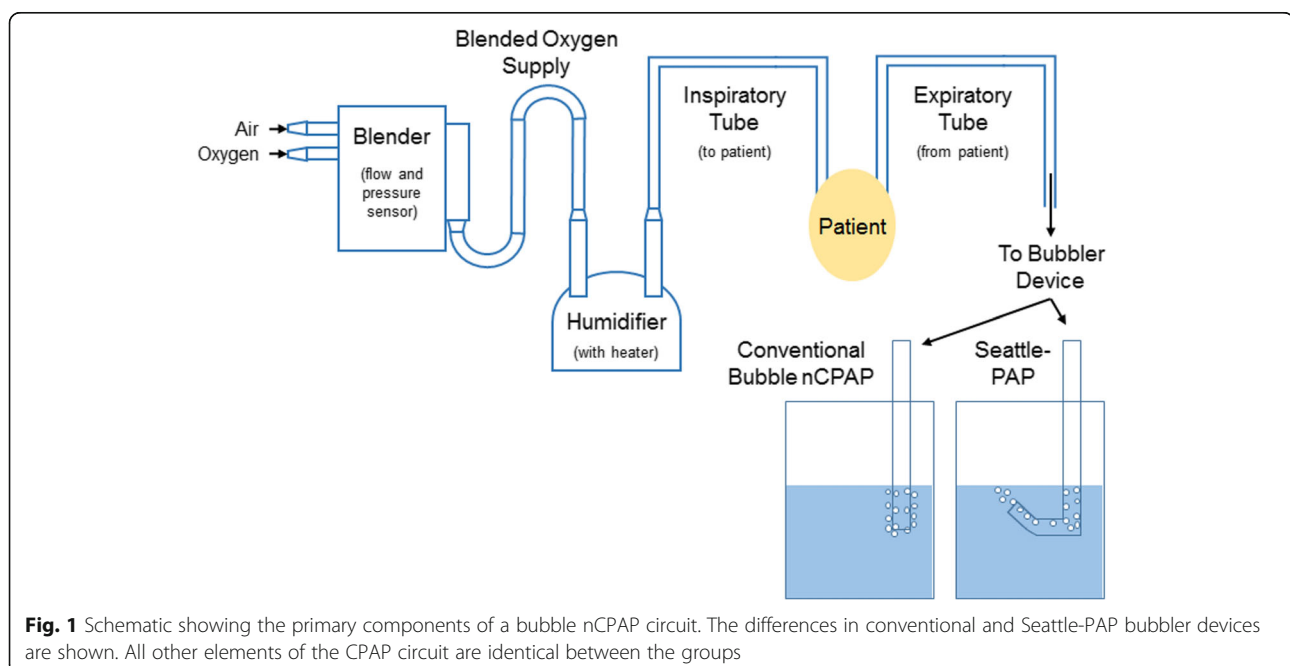 Blended Oxygen
Supply
Air
Oxygen
Blender
(flow and
pressure
sensor)
Inspiratory
Tube
(to patient)
Expiratory
Tube
(from patient)
Patient
Humidifier
(with heater)
To Bubbler
Device
Conventional
Bubble nCPAP
Seattle-
PAP
Fig. 1 Schematic showing the primary components of a bubble nCPAP circuit. The differences in conventional and Seattle-PAP bubbler devices
are shown. All other elements of the CPAP circuit are identical between the groups